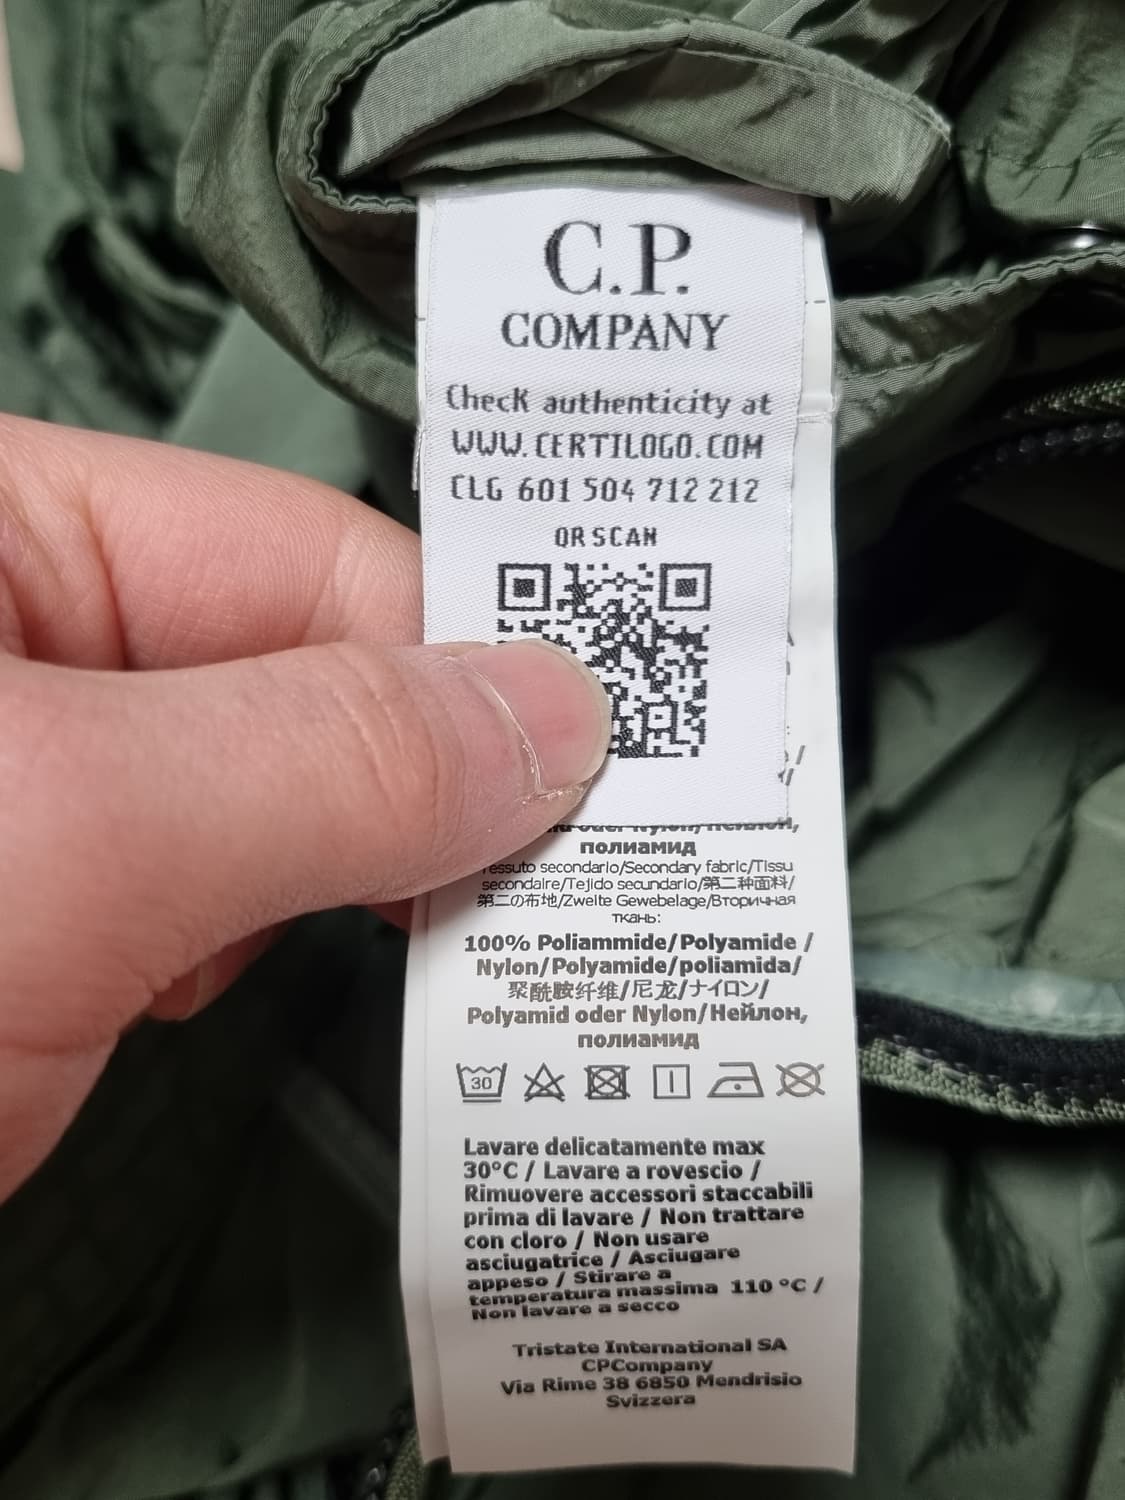 C.P.
COMPANY
Check authenticity at
WWW.CERTILOGO.COM
CLG 601 504 712 212
QR SCAN
полиамид
Tessuto secondario/Secondary fabric/Tissu
secondaire/Tejido secundario/第二种面料/
第二の布地/Zweite Gewebelage/Вторичная
ткань:
100% Poliammide/Polyamide /
Nylon/Polyamide/poliamida/
聚酰胺纤维/尼龙/ナイロン/
Polyamid oder Nylon/Нейлон,
полиамид
30
Lavare delicatamente max
30°C / Lavare a rovescio /
Rimuovere accessori staccabili
prima di lavare / Non trattare
con cloro / Non usare
asciugatrice / Asciugare
appeso / Stirare a
temperatura massima 110 °C /
Non lavare a secco
Tristate International SA
CPCompany
Via Rime 38 6850 Mendrisio
Svizzera